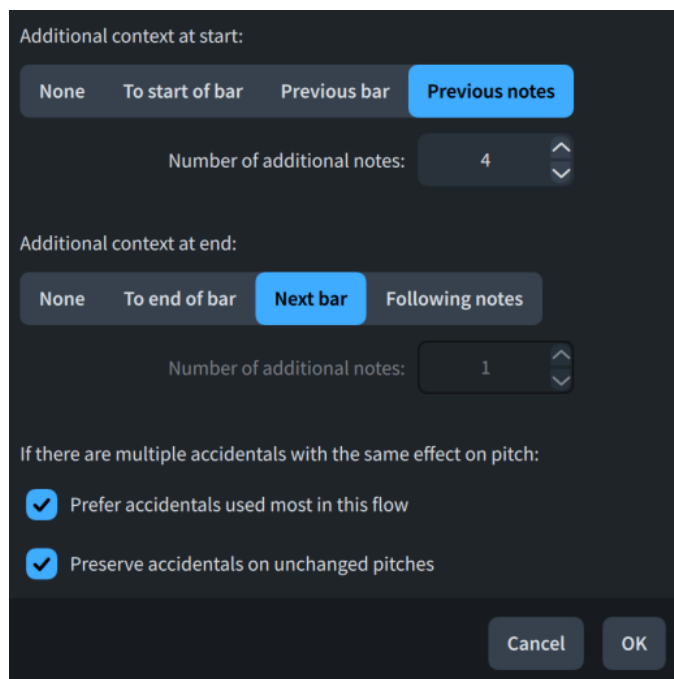 Additional context at start:
None To start of bar Previous bar Previous notes
Number of additional notes: 4
Additional context at end:
None To end of bar Next bar Following notes
Number of additional notes: 1
If there are multiple accidentals with the same effect on pitch:
Prefer accidentals used most in this flow
Preserve accidentals on unchanged pitches
Cancel OK